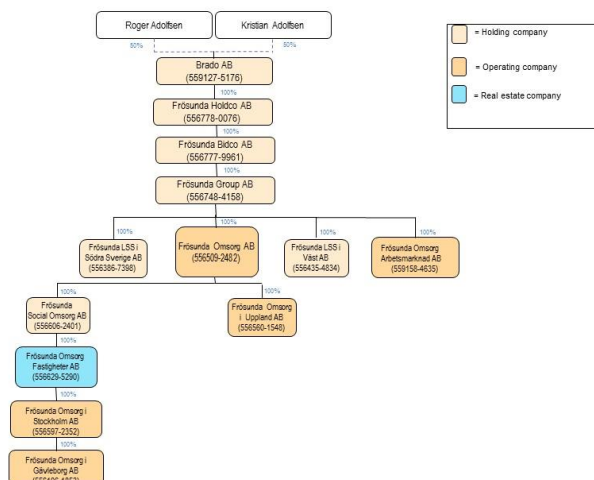 Roger Adolfsen
Kristian Adolfsen
50%
50%
Brado AB
(559127-5176)
100%
Frösunda Holdco AB
(556778-0076)
100%
Frösunda Bidco AB
(556777-9961)
100%
Frösunda Group AB
(556748-4158)
100%
100%
100%
100%
Frösunda LSS i
Södra Sverige AB
(556386-7398)
Frösunda Omsorg AB
(556509-2482)
Frösunda LSS i
Väst AB
(556435-4834)
Frösunda Omsorg
Arbetsmarknad AB
(559158-4635)
100%
100%
Frösunda
Social Omsorg AB
(556606-2401)
Frösunda Omsorg
i Uppland AB
(556560-1548)
100%
Frösunda Omsorg
Fastigheter AB
(556629-5290)
100%
Frösunda Omsorg i
Stockholm AB
(556597-2352)
100%
Frösunda Omsorg i
Gävleborg AB
= Holding company
= Operating company
= Real estate company